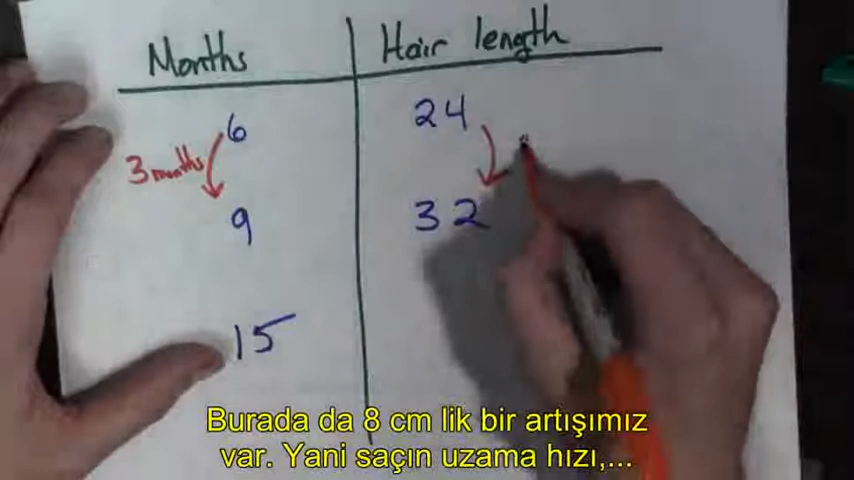 Months Hair length
6 24
3 months
9 32
15
Burada da 8 cm lik bir artışımız
var. Yani saçın uzama hızı,...